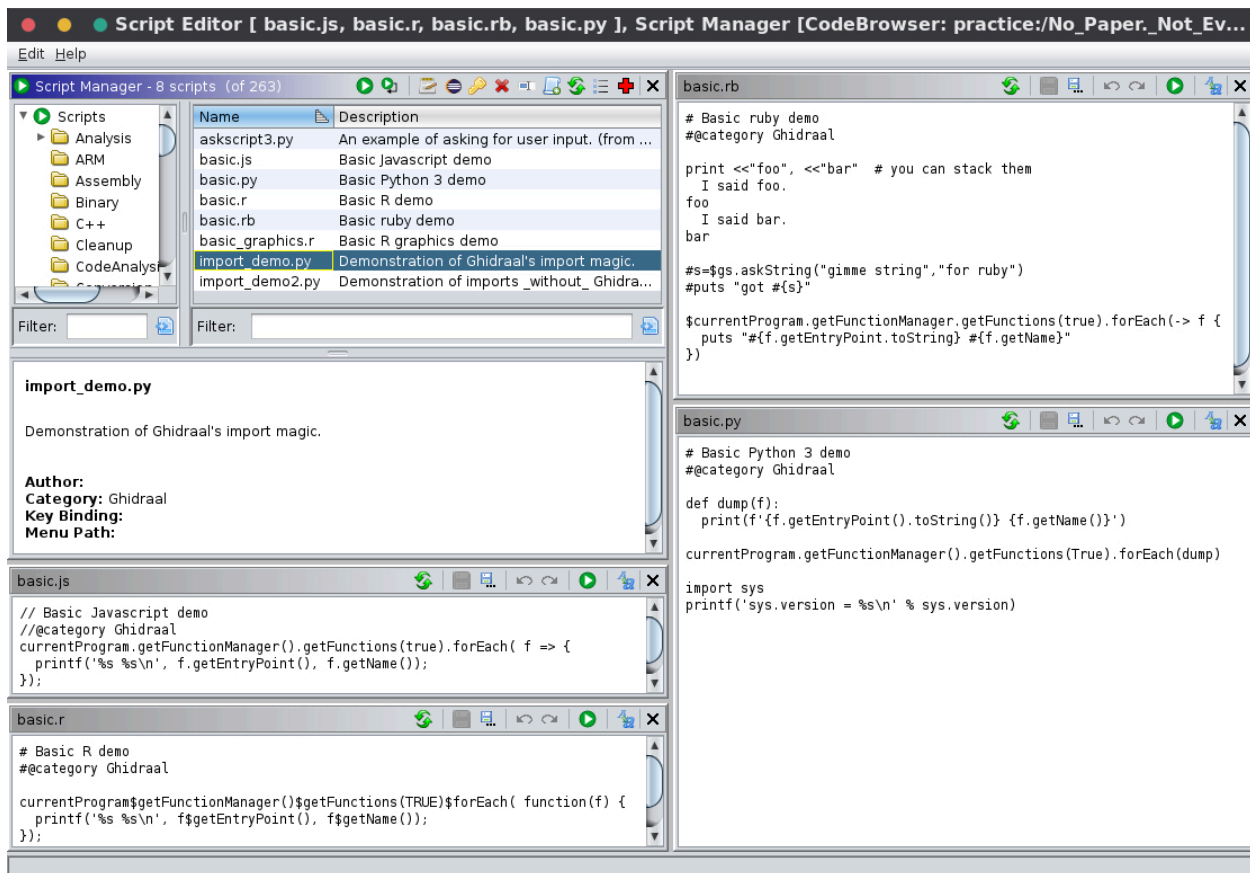 Script Editor [ basic.js, basic.r, basic.rb, basic.py ], Script Manager [CodeBrowser: practice:/No_Paper._Not_Ev...
Edit Help
Script Manager - 8 scripts (of 263)
Scripts
Analysis
ARM
Assembly
Binary
C++
Cleanup
CodeAnalysi
Name Description
askscript3.py An example of asking for user input. (from ...
basic.js Basic Javascript demo
basic.py Basic Python 3 demo
basic.r Basic R demo
basic.rb Basic ruby demo
basic_graphics.r Basic R graphics demo
import_demo.py Demonstration of Ghidraal's import magic.
import_demo2.py Demonstration of imports _without_ Ghidra...
Filter:
Filter:
import_demo.py
Demonstration of Ghidraal's import magic.
Author:
Category: Ghidraal
Key Binding:
Menu Path:
basic.js
// Basic Javascript demo
//@category Ghidraal
currentProgram.getFunctionManager().getFunctions(true).forEach( f => {
  printf('%s %s\n', f.getEntryPoint(), f.getName());
});
basic.r
# Basic R demo
#@category Ghidraal
currentProgram$getFunctionManager()$getFunctions(TRUE)$forEach( function(f) {
  printf('%s %s\n', f$getEntryPoint(), f$getName());
});
basic.rb
# Basic ruby demo
#@category Ghidraal
print <<"foo", <<"bar"  # you can stack them
  I said foo.
foo
  I said bar.
bar
#s=$gs.askString("gimme string","for ruby")
#puts "got #{s}"
$currentProgram.getFunctionManager.getFunctions(true).forEach(-> f {
  puts "#{f.getEntryPoint.toString} #{f.getName}"
})
basic.py
# Basic Python 3 demo
#@category Ghidraal
def dump(f):
  print(f'{f.getEntryPoint().toString()} {f.getName()}')
currentProgram.getFunctionManager().getFunctions(True).forEach(dump)
import sys
printf('sys.version = %s\n' % sys.version)